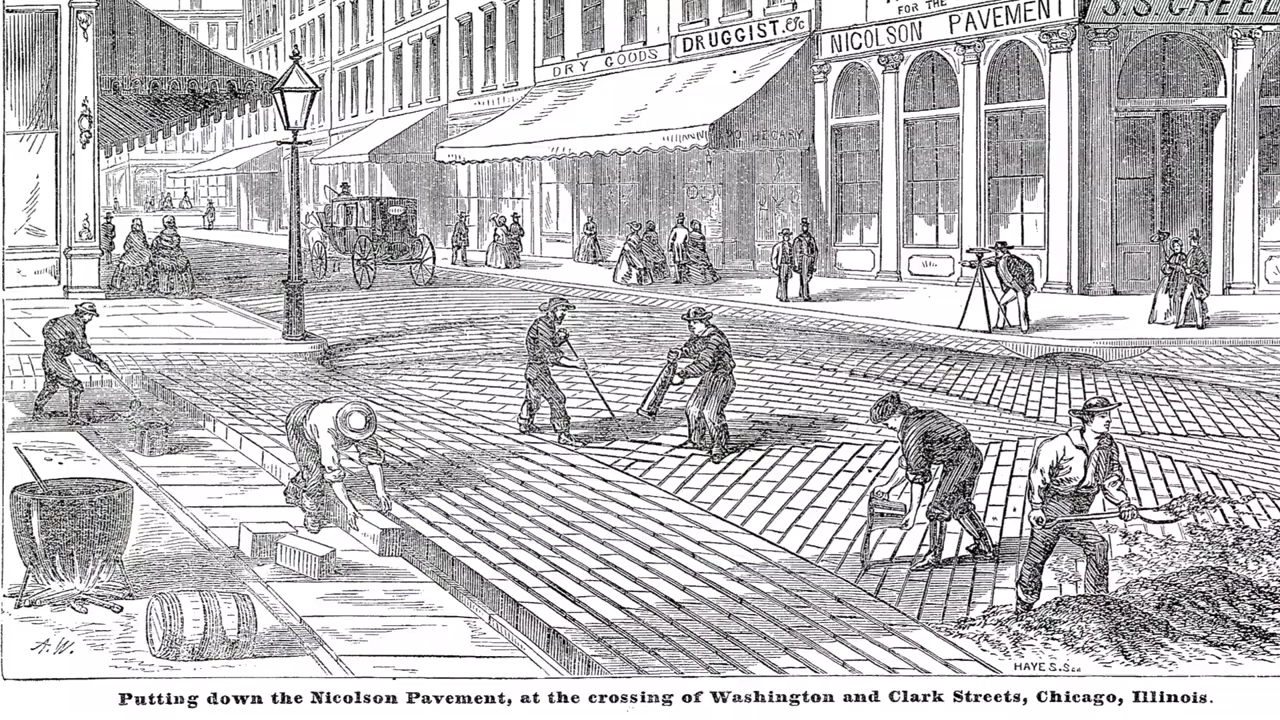 FOR THE
NICOLSON PAVEMENT
DRUGGIST. &c
DRY GOODS
A.W.
HAYES. Sc
Putting down the Nicolson Pavement, at the crossing of Washington and Clark Streets, Chicago, Illinois.